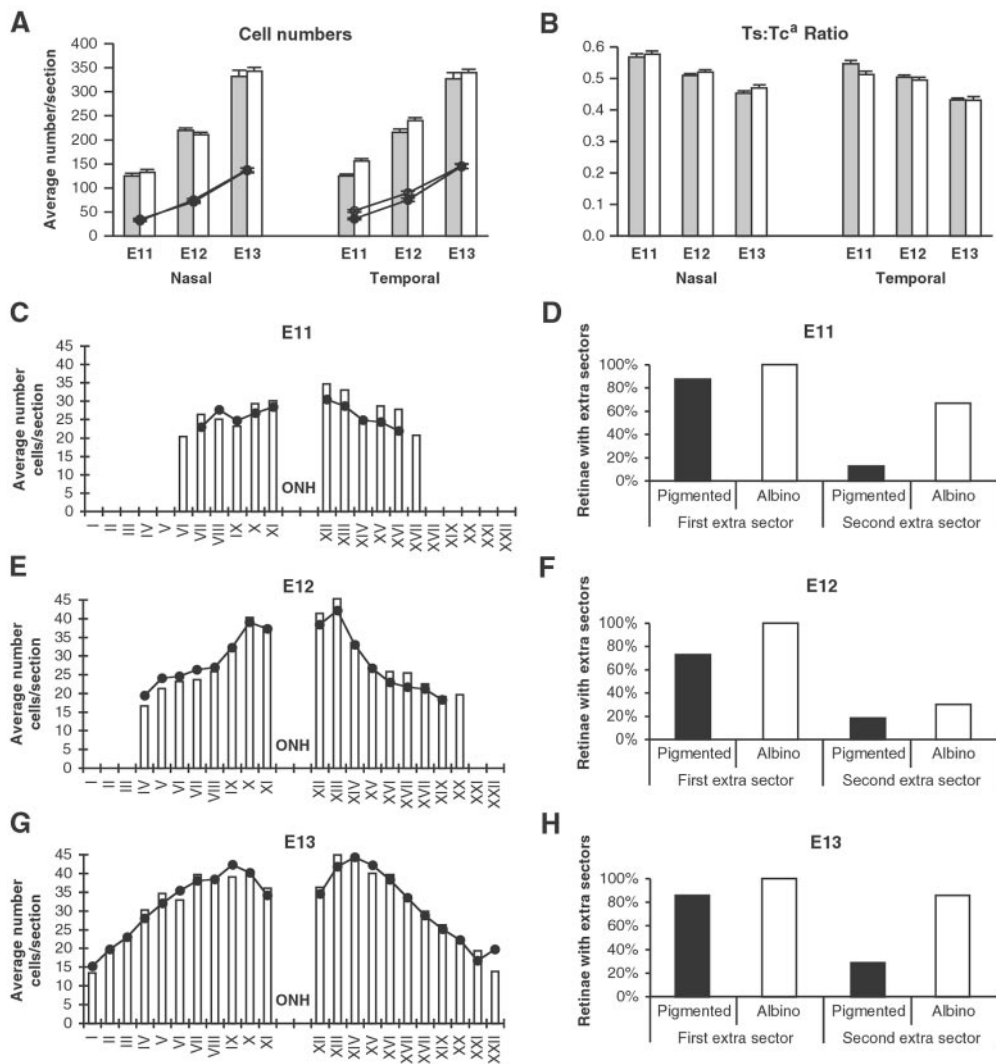 A
Cell numbers
Average number/section
400
350
300
250
200
150
100
50
0
E11 E12 E13 E11 E12 E13
Nasal Temporal
B
Ts:Tcᵃ Ratio
0.6
0.5
0.4
0.3
0.2
0.1
0.0
E11 E12 E13 E11 E12 E13
Nasal Temporal
C
E11
Average number
cells/section
45
40
35
30
25
20
15
10
5
0
ONH
I II III IV V VI VII VIII IX X XI XII XIII XIV XV XVI XVII XVII XIX XX XXI XXII
D
E11
Retinae with extra sectors
100%
80%
60%
40%
20%
0%
Pigmented Albino Pigmented Albino
First extra sector Second extra sector
E
E12
Average number
cells/section
45
40
35
30
25
20
15
10
5
0
ONH
I II III IV V VI VII VIII IX X XI XII XIII XIV XV XVI XVII XVII XIX XX XXI XXII
F
E12
Retinae with extra sectors
100%
80%
60%
40%
20%
0%
Pigmented Albino Pigmented Albino
First extra sector Second extra sector
G
E13
Average number
cells/section
45
40
35
30
25
20
15
10
5
0
ONH
I II III IV V VI VII VIII IX X XI XII XIII XIV XV XVI XVII XVII XIX XX XXI XXII
H
E13
Retinae with extra sectors
100%
80%
60%
40%
20%
0%
Pigmented Albino Pigmented Albino
First extra sector Second extra sector